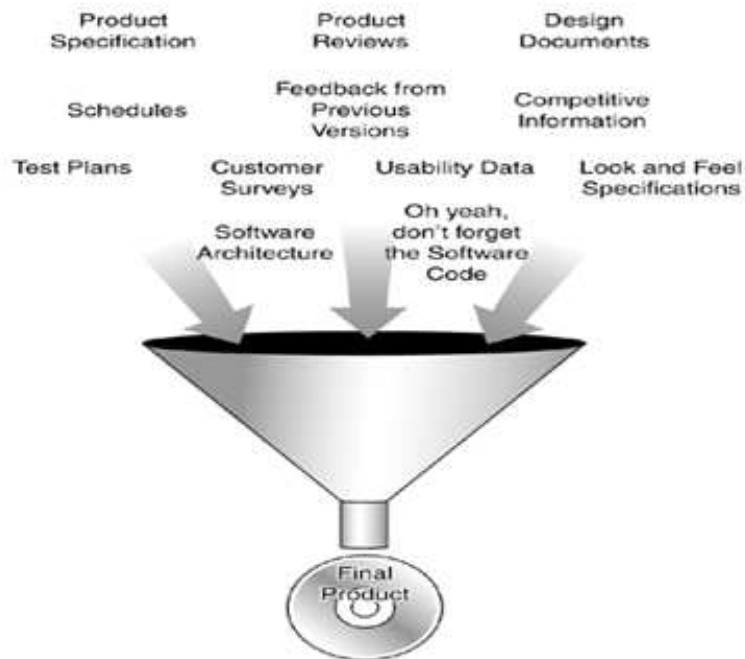 Product
Specification
Product
Reviews
Design
Documents
Schedules
Feedback from
Previous
Versions
Competitive
Information
Test Plans
Customer
Surveys
Usability Data
Look and Feel
Specifications
Software
Architecture
Oh yeah,
don't forget
the Software
Code
Final
Product